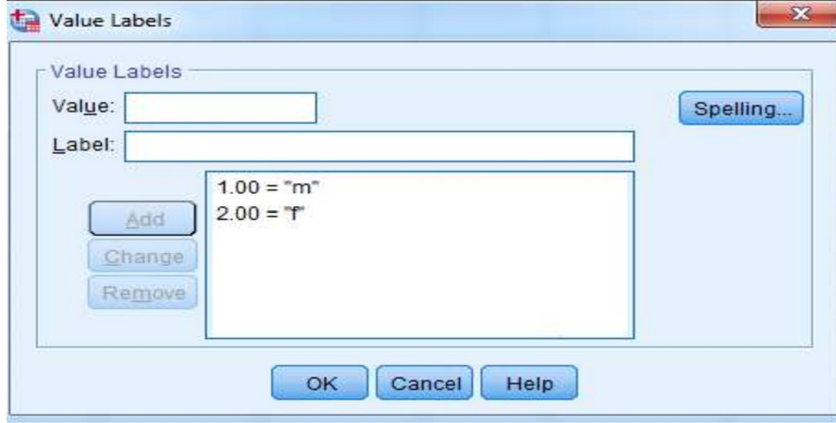 Value Labels
Value Labels
Value:
Spelling...
Label:
1.00 = "m"
2.00 = "f"
Add
Change
Remove
OK Cancel Help